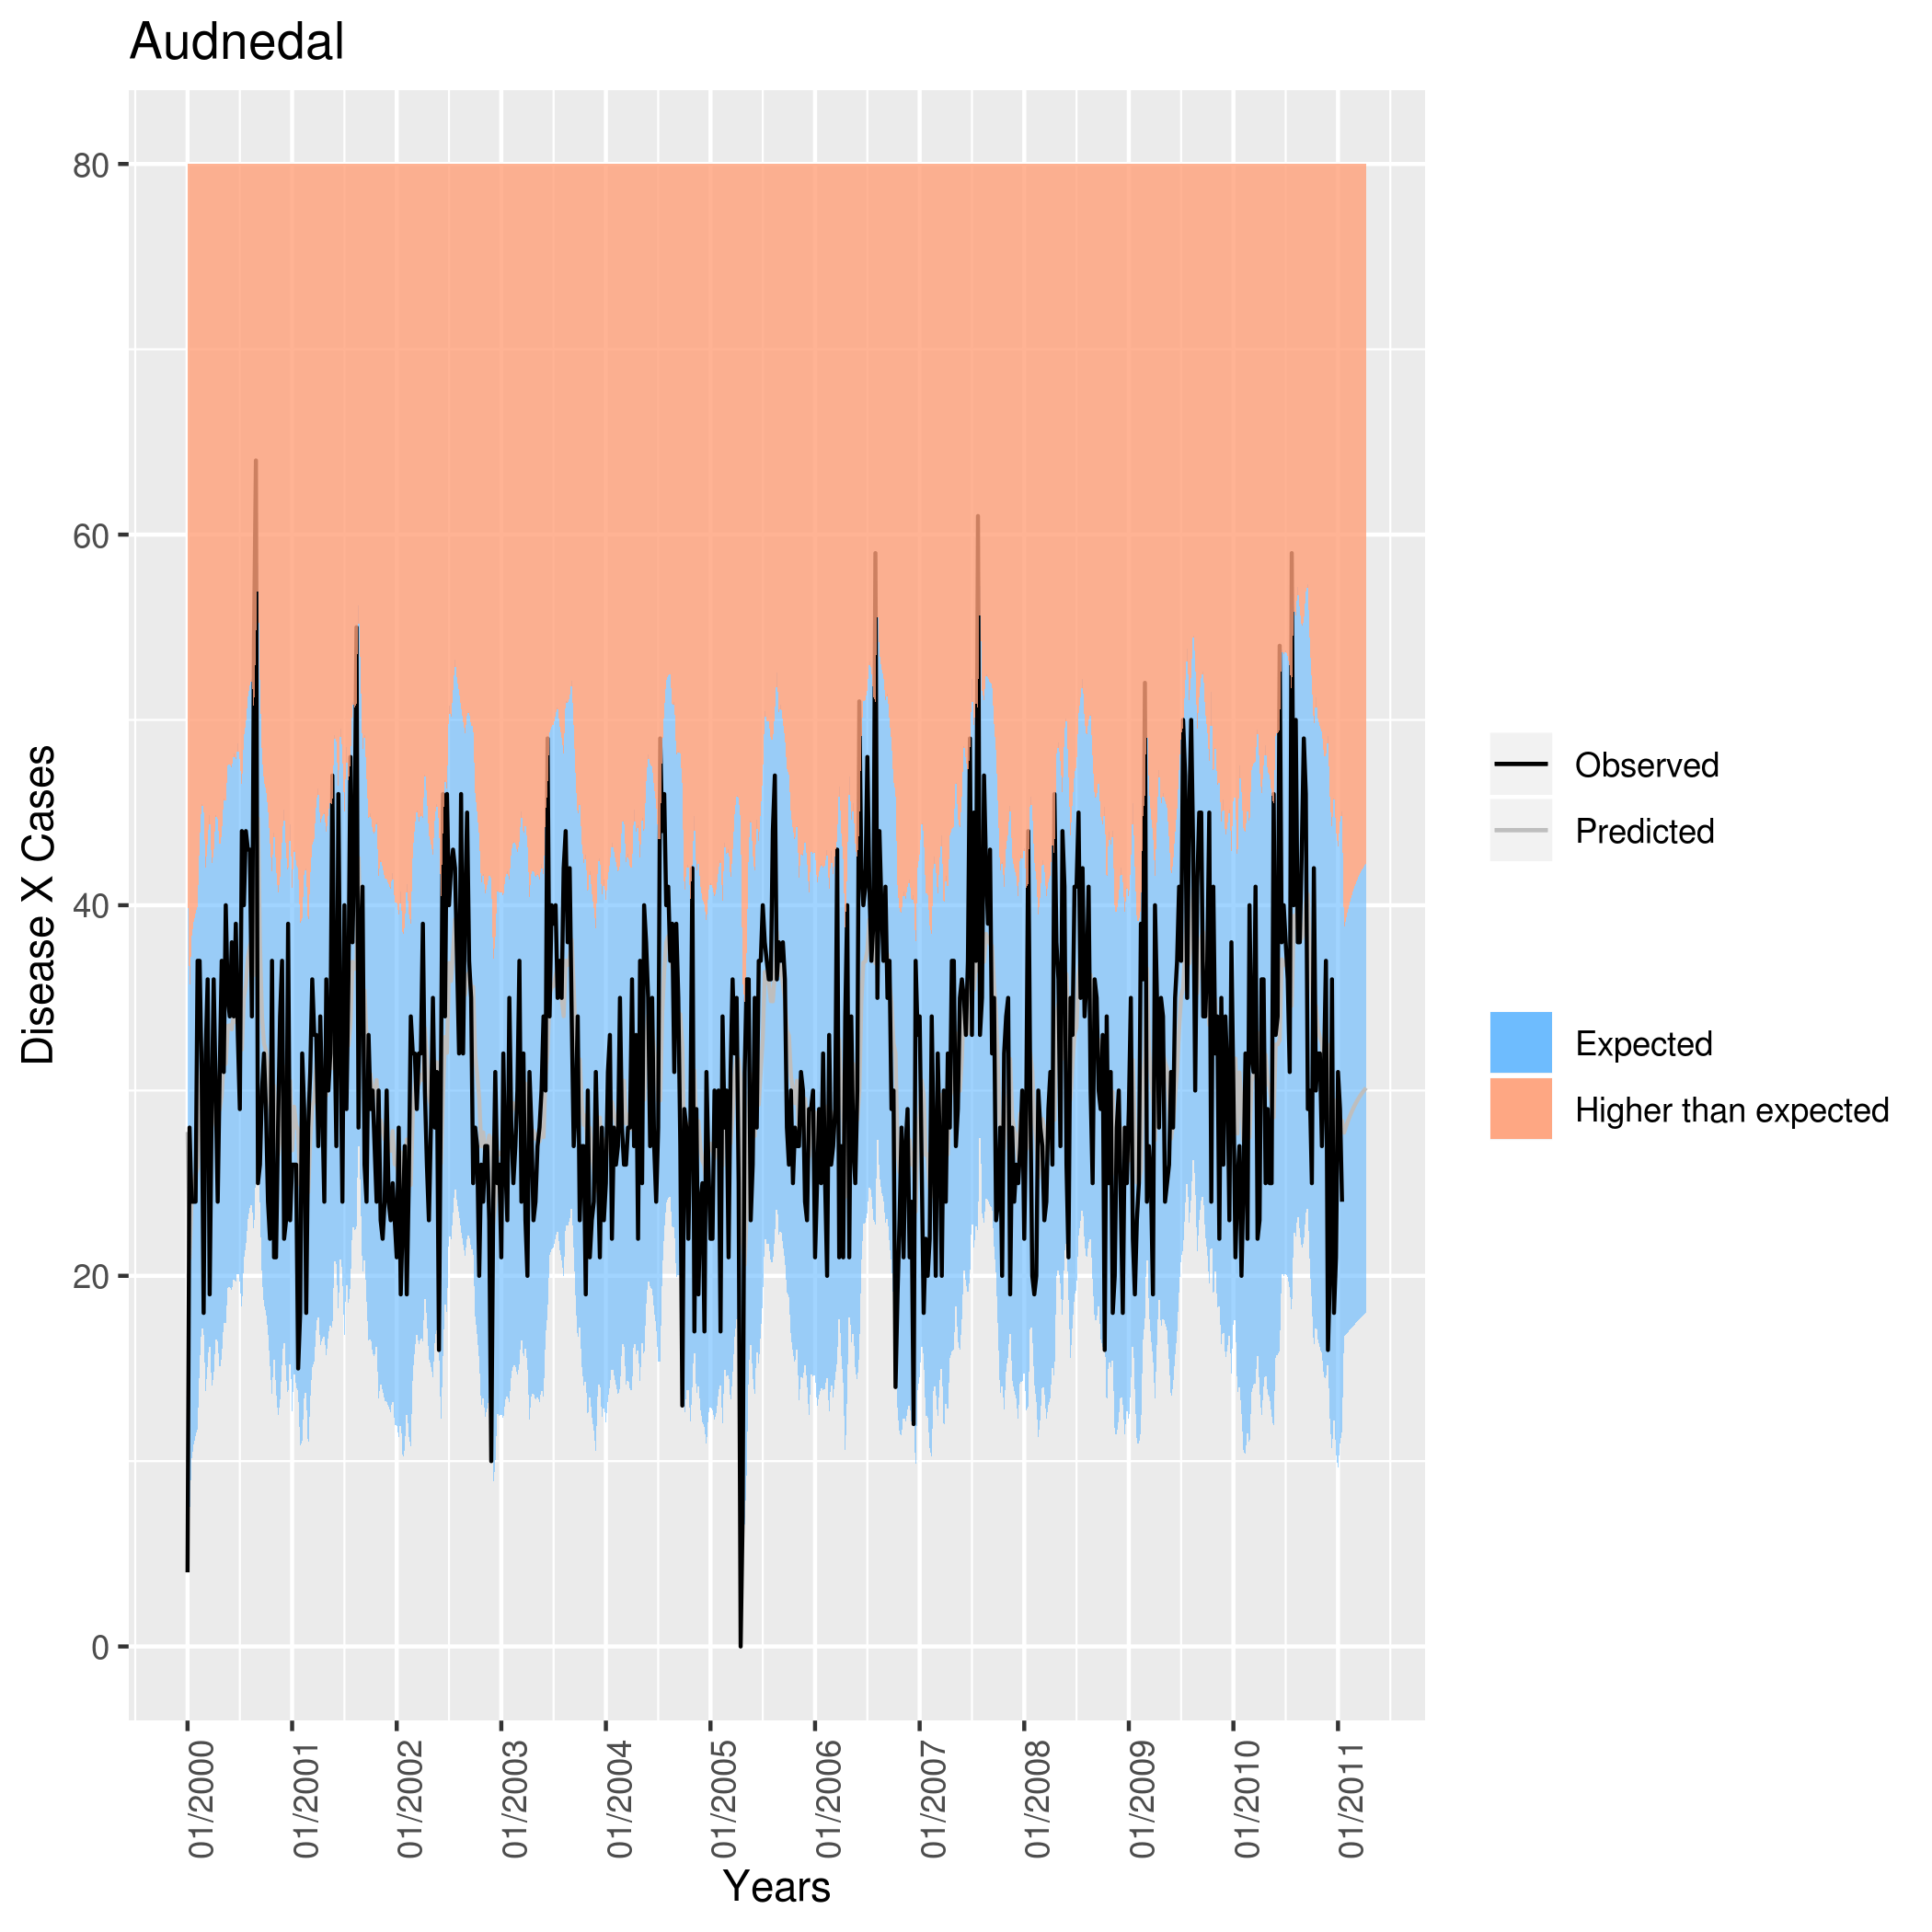 Audnedal
80
60
40
20
0
Disease X Cases
01/2000
01/2001
01/2002
01/2003
01/2004
01/2005
01/2006
01/2007
01/2008
01/2009
01/2010
01/2011
Years
Observed
Predicted
Expected
Higher than expected